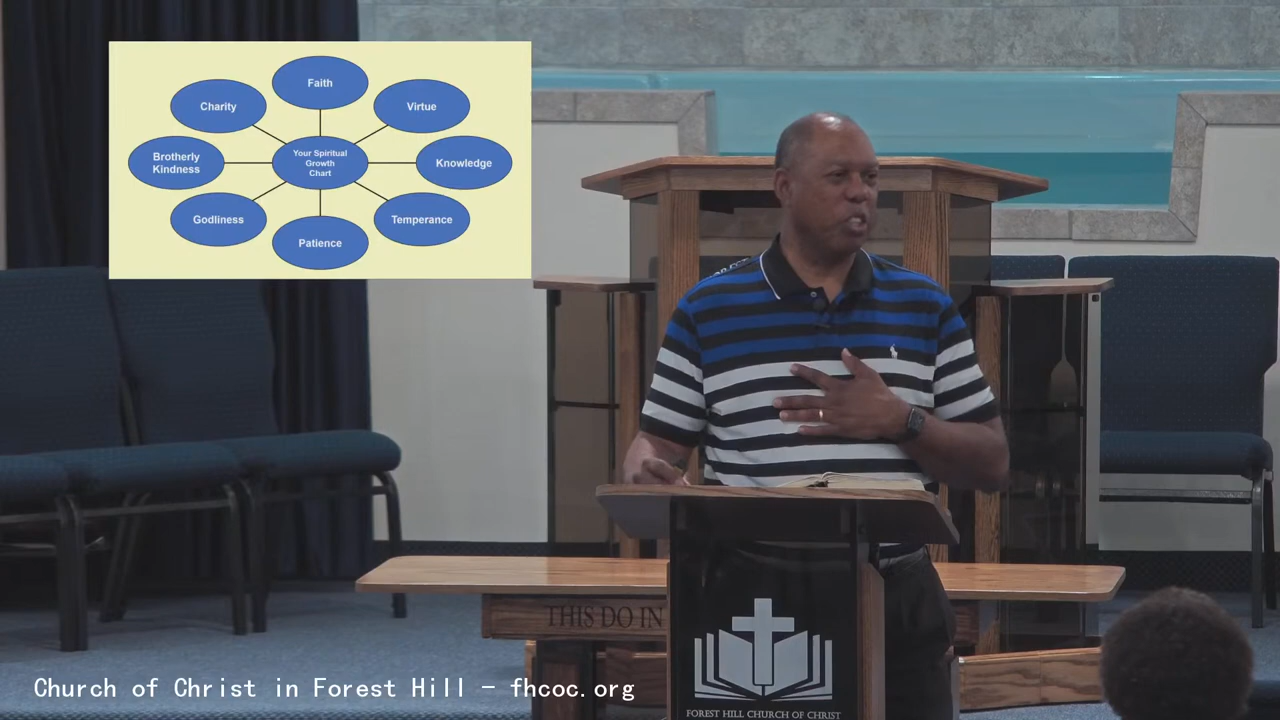 Faith
Charity
Virtue
Your Spiritual
Growth
Chart
Brotherly
Kindness
Knowledge
Godliness
Temperance
Patience
THIS DO IN
FOREST HILL CHURCH OF CHRIST
Church of Christ in Forest Hill - fhcoc.org